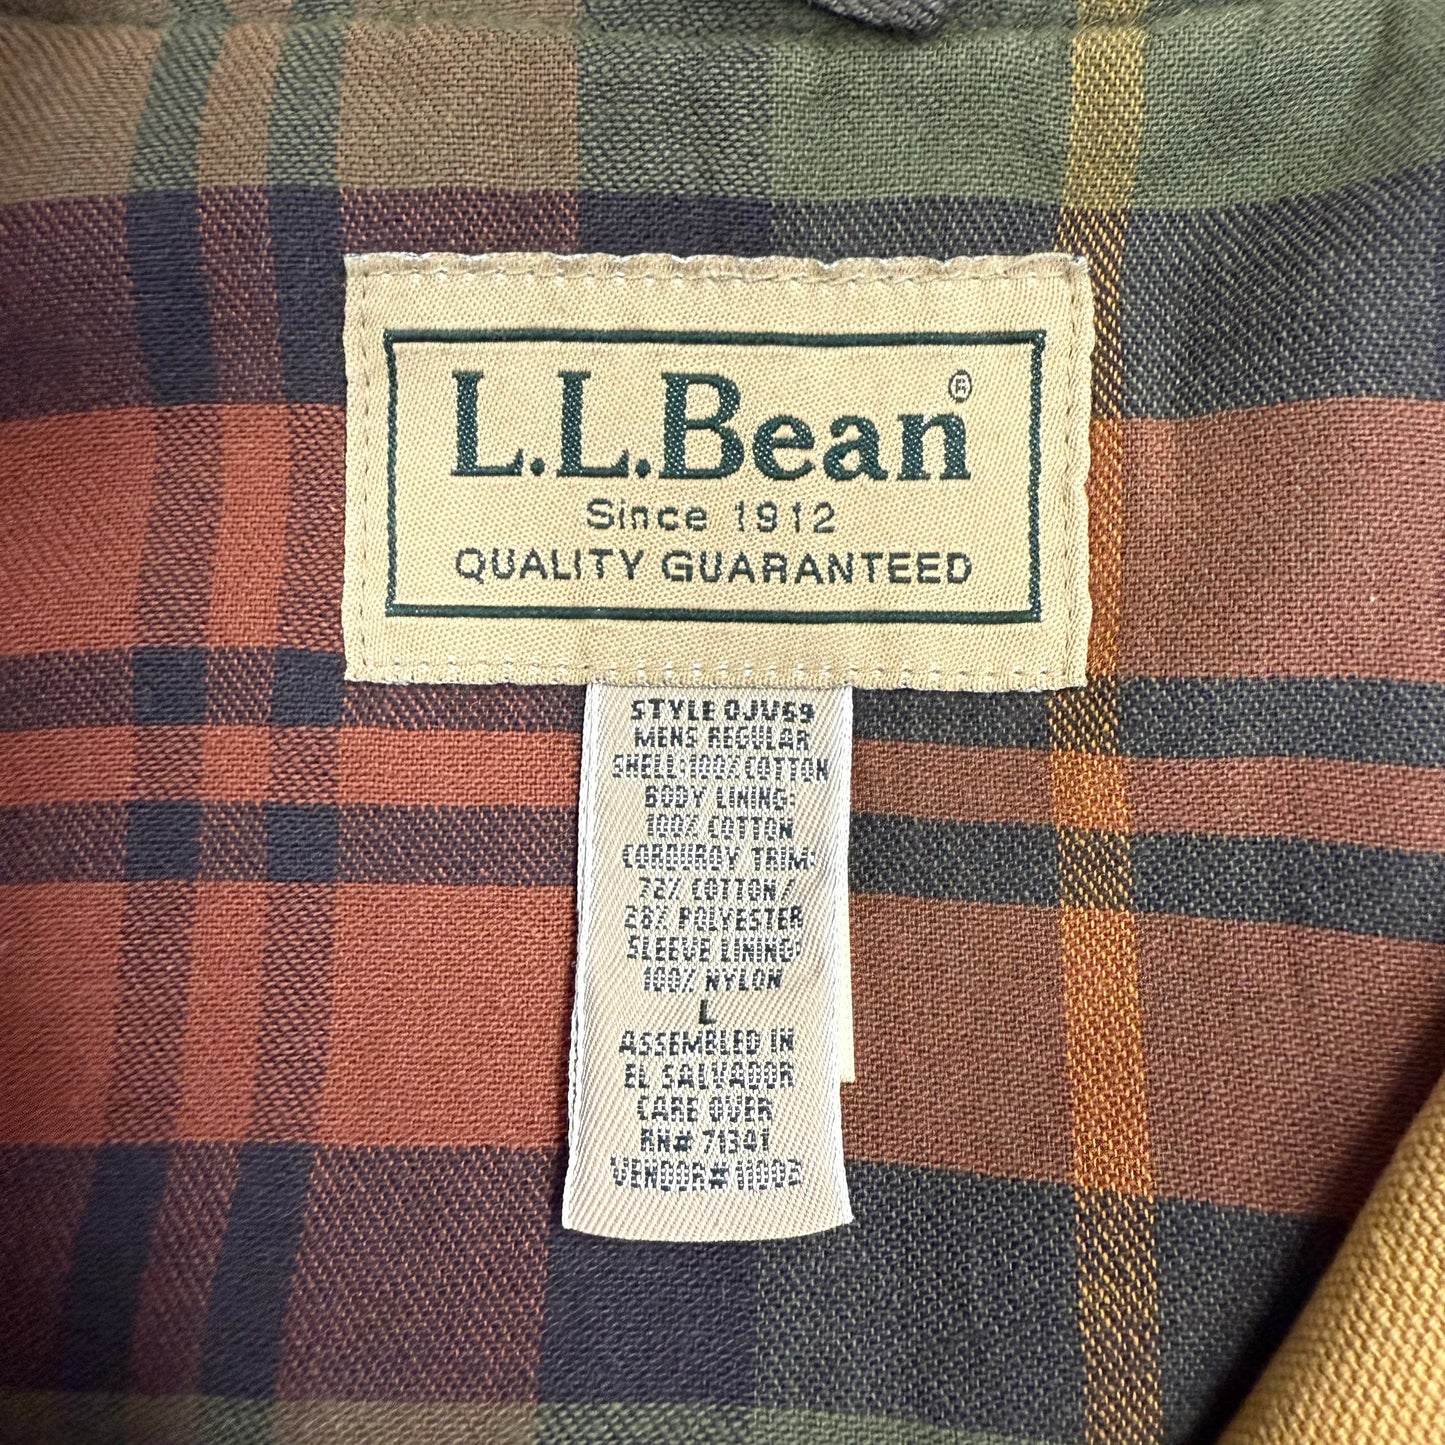 L.L.Bean®
Since 1912
QUALITY GUARANTEED
STYLE 0JV69
MENS REGULAR
SHELL:100% COTTON
BODY LINING:
100% COTTON
CORDUROY TRIM:
72% COTTON/
28% POLYESTER
SLEEVE LINING:
100% NYLON
L
ASSEMBLED IN
EL SALVADOR
CARE OVER
RN# 71341
VENDOR# 11003